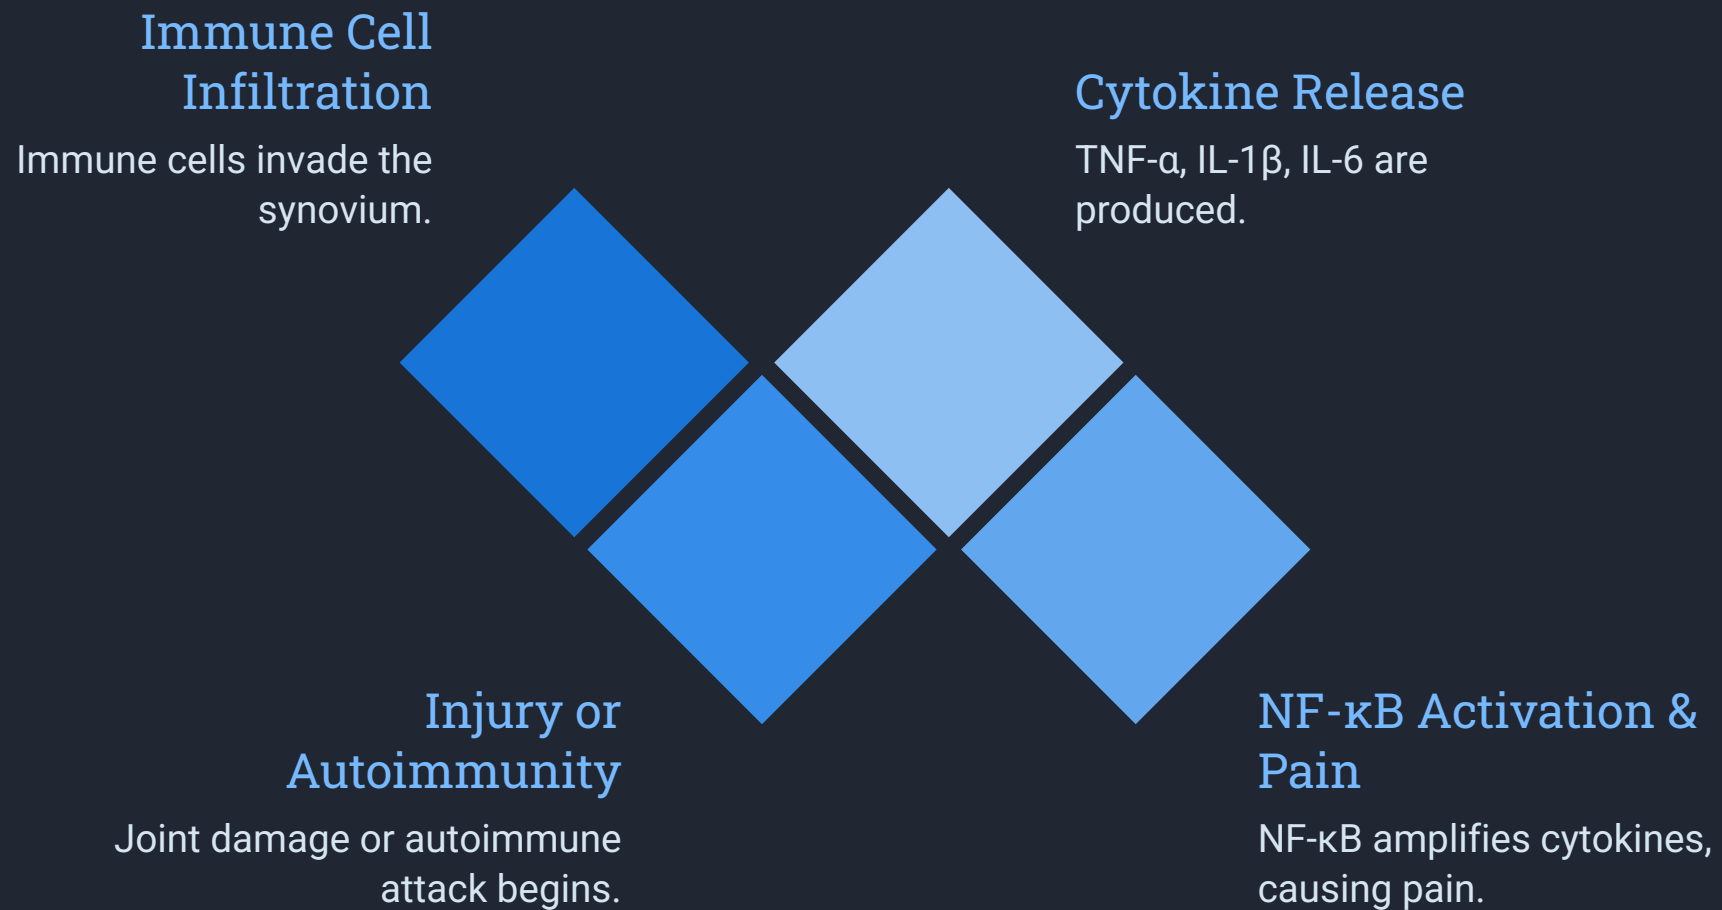 Immune Cell
Infiltration
Immune cells invade the
synovium.
Cytokine Release
TNF-α, IL-1β, IL-6 are
produced.
Injury or
Autoimmunity
Joint damage or autoimmune
attack begins.
NF-κB Activation &
Pain
NF-κB amplifies cytokines,
causing pain.